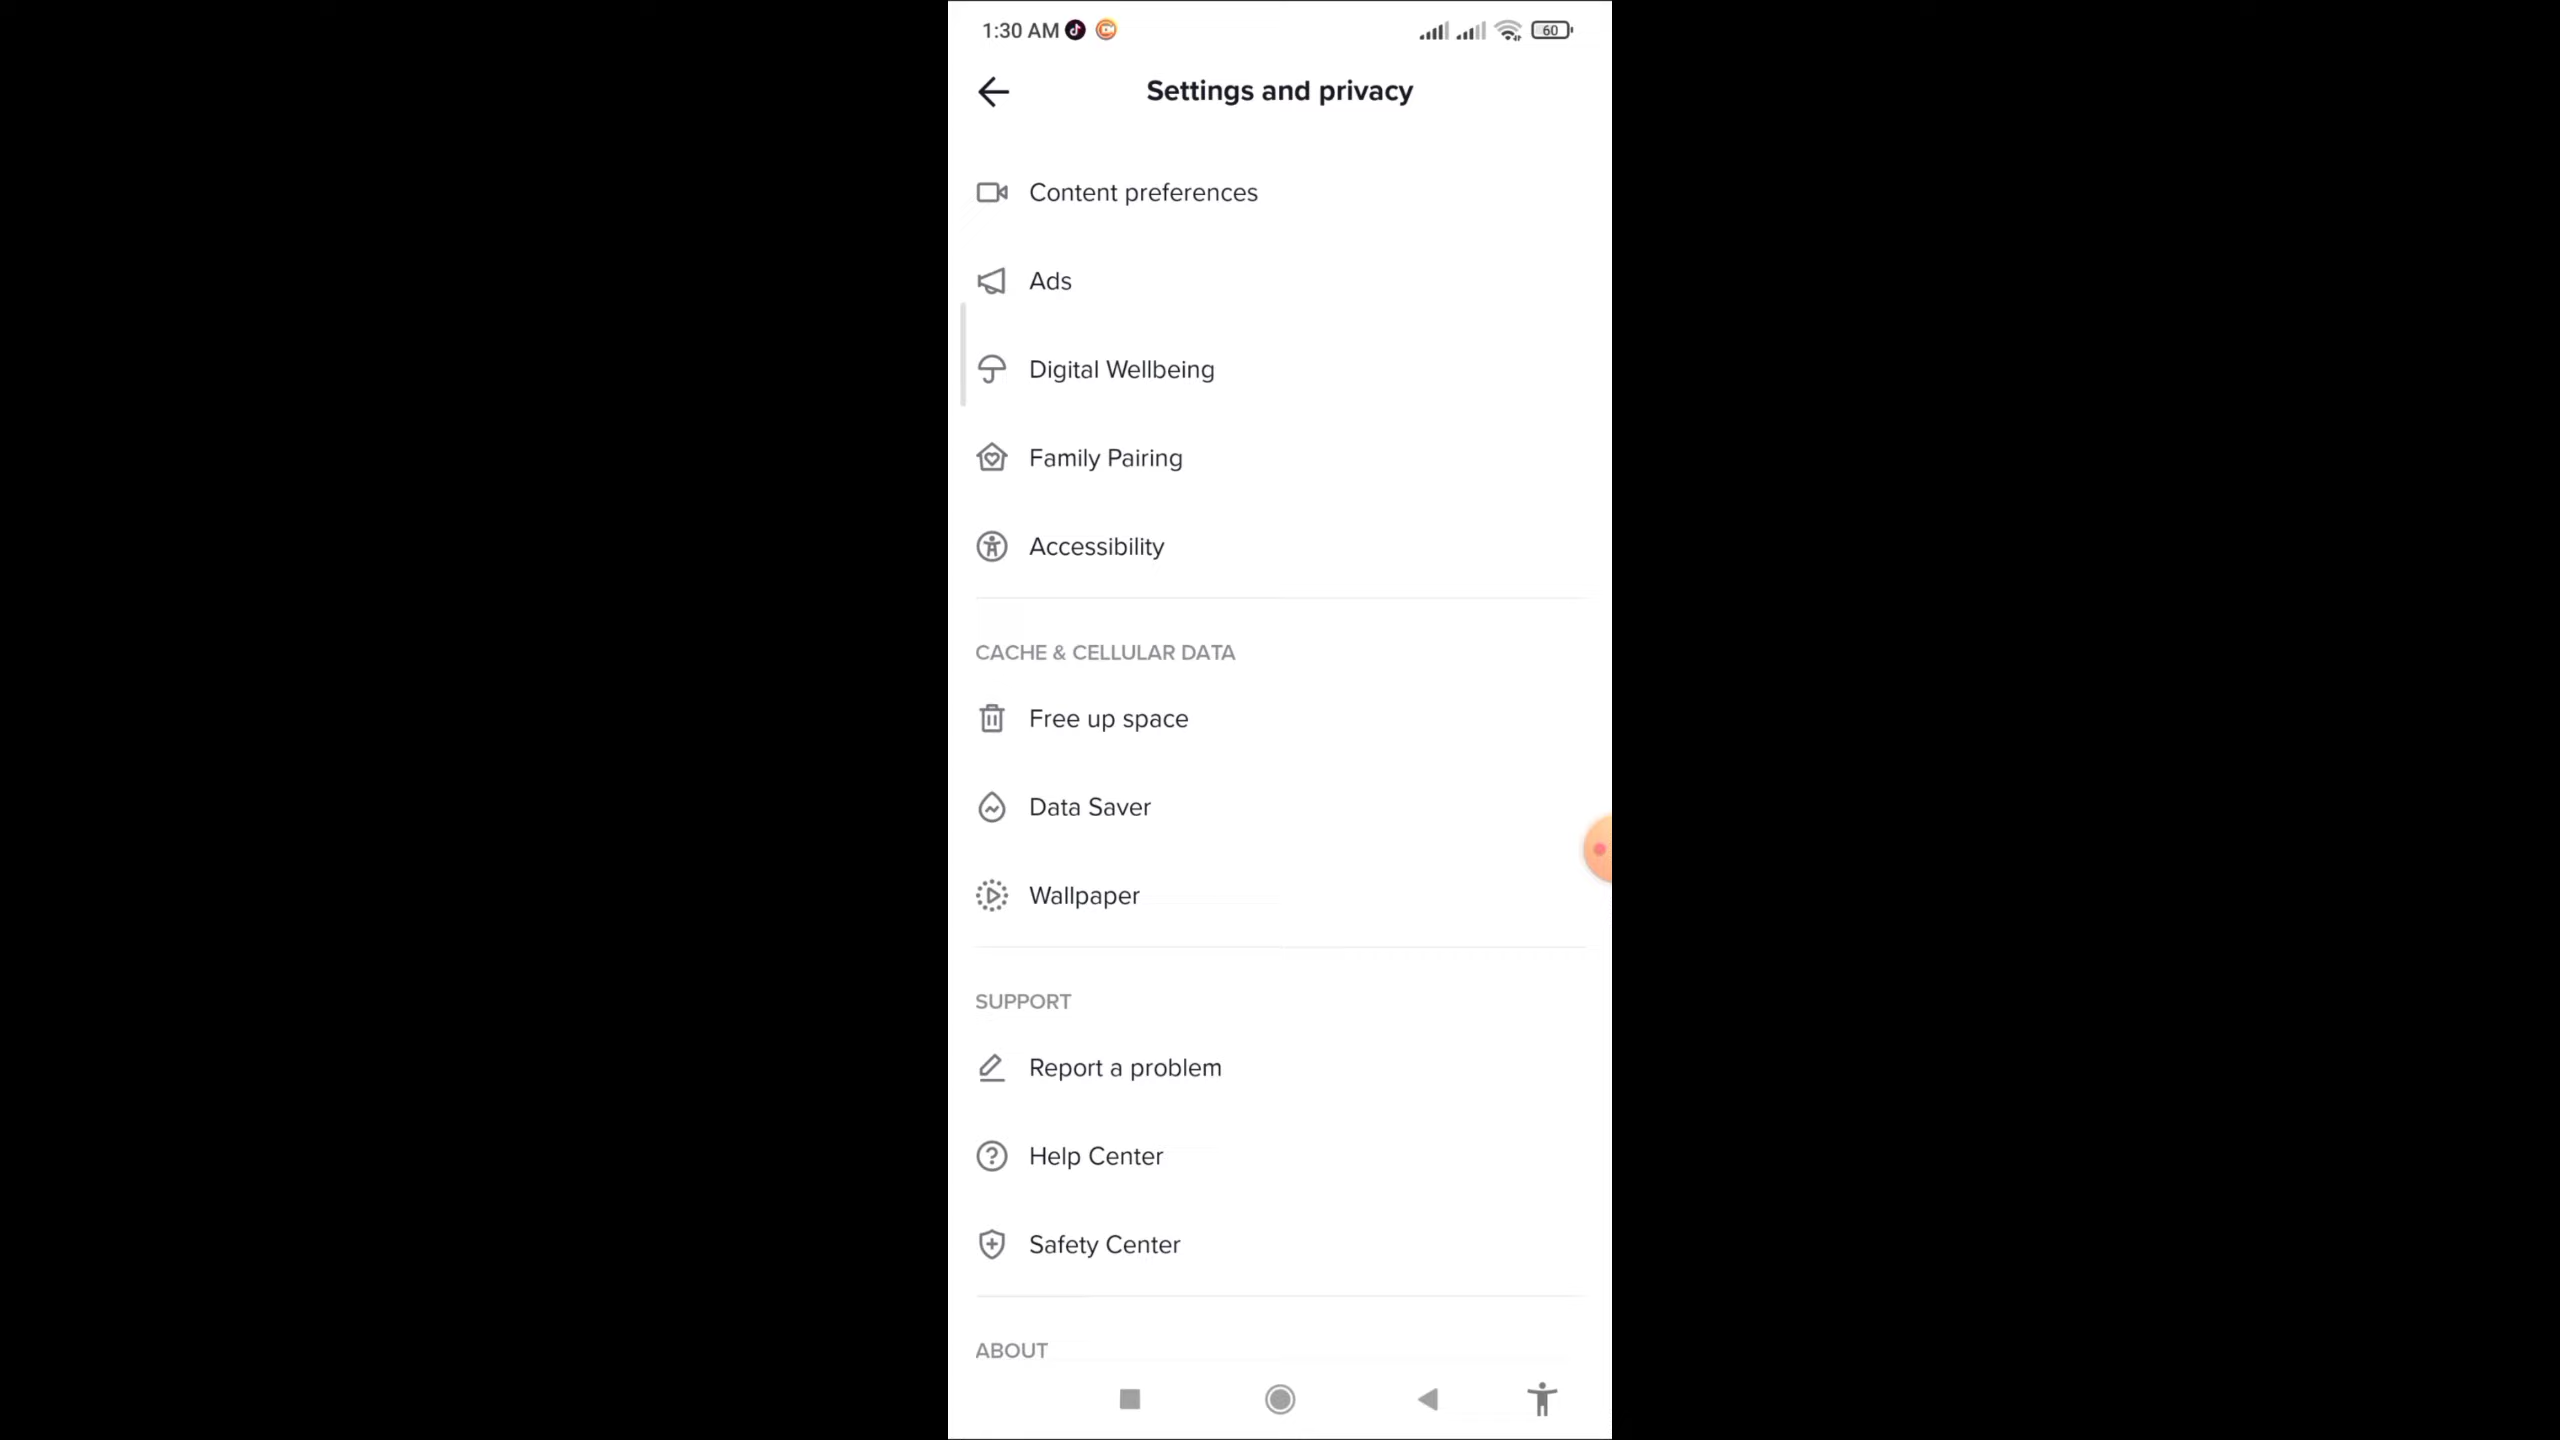 1:30 AM
60
Settings and privacy
Content preferences
Ads
Digital Wellbeing
Family Pairing
Accessibility
CACHE & CELLULAR DATA
Free up space
Data Saver
Wallpaper
SUPPORT
Report a problem
Help Center
Safety Center
ABOUT